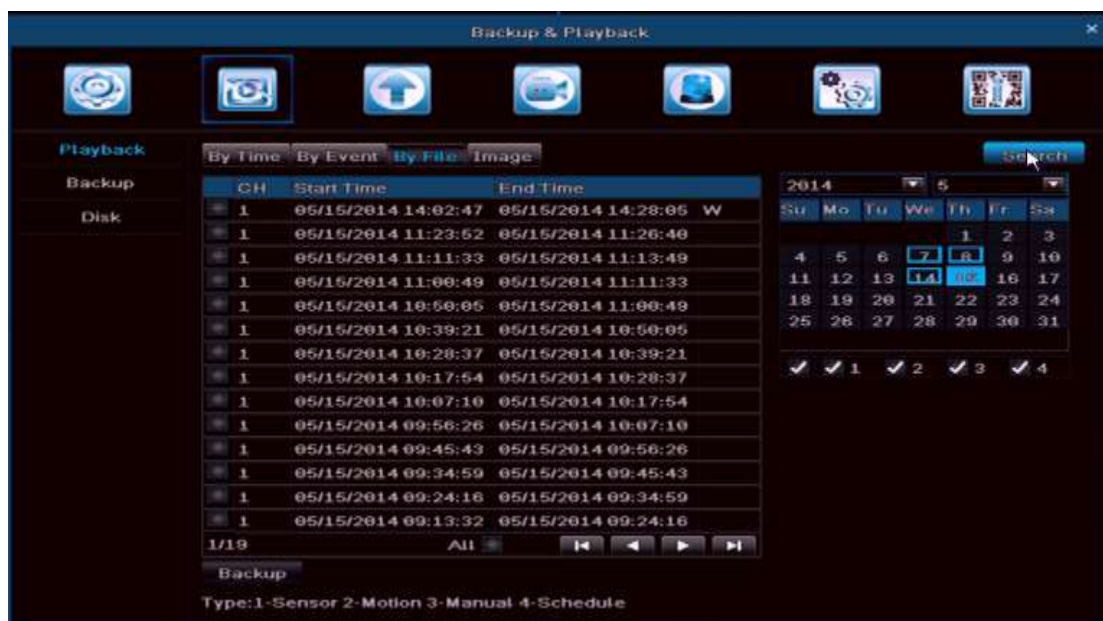 Backup & Playback
Playback
Backup
Disk
By Time By Event By File Image
Search
CH Start Time End Time
1 05/15/2014 14:02:47 05/15/2014 14:28:05 W
1 05/15/2014 11:23:52 05/15/2014 11:26:40
1 05/15/2014 11:11:33 05/15/2014 11:13:49
1 05/15/2014 11:00:49 05/15/2014 11:11:33
1 05/15/2014 10:50:05 05/15/2014 11:00:49
1 05/15/2014 10:39:21 05/15/2014 10:50:05
1 05/15/2014 10:28:37 05/15/2014 10:39:21
1 05/15/2014 10:17:54 05/15/2014 10:28:37
1 05/15/2014 10:07:10 05/15/2014 10:17:54
1 05/15/2014 09:56:26 05/15/2014 10:07:10
1 05/15/2014 09:45:43 05/15/2014 09:56:26
1 05/15/2014 09:34:59 05/15/2014 09:45:43
1 05/15/2014 09:24:16 05/15/2014 09:34:59
1 05/15/2014 09:13:32 05/15/2014 09:24:16
1/19 All
Backup
Type:1-Sensor 2-Motion 3-Manual 4-Schedule
2014 5
Su Mo Tu We Th Fr Sa
1 2 3
4 5 6 7 8 9 10
11 12 13 14 16 17
18 19 20 21 22 23 24
25 26 27 28 29 30 31
1 2 3 4